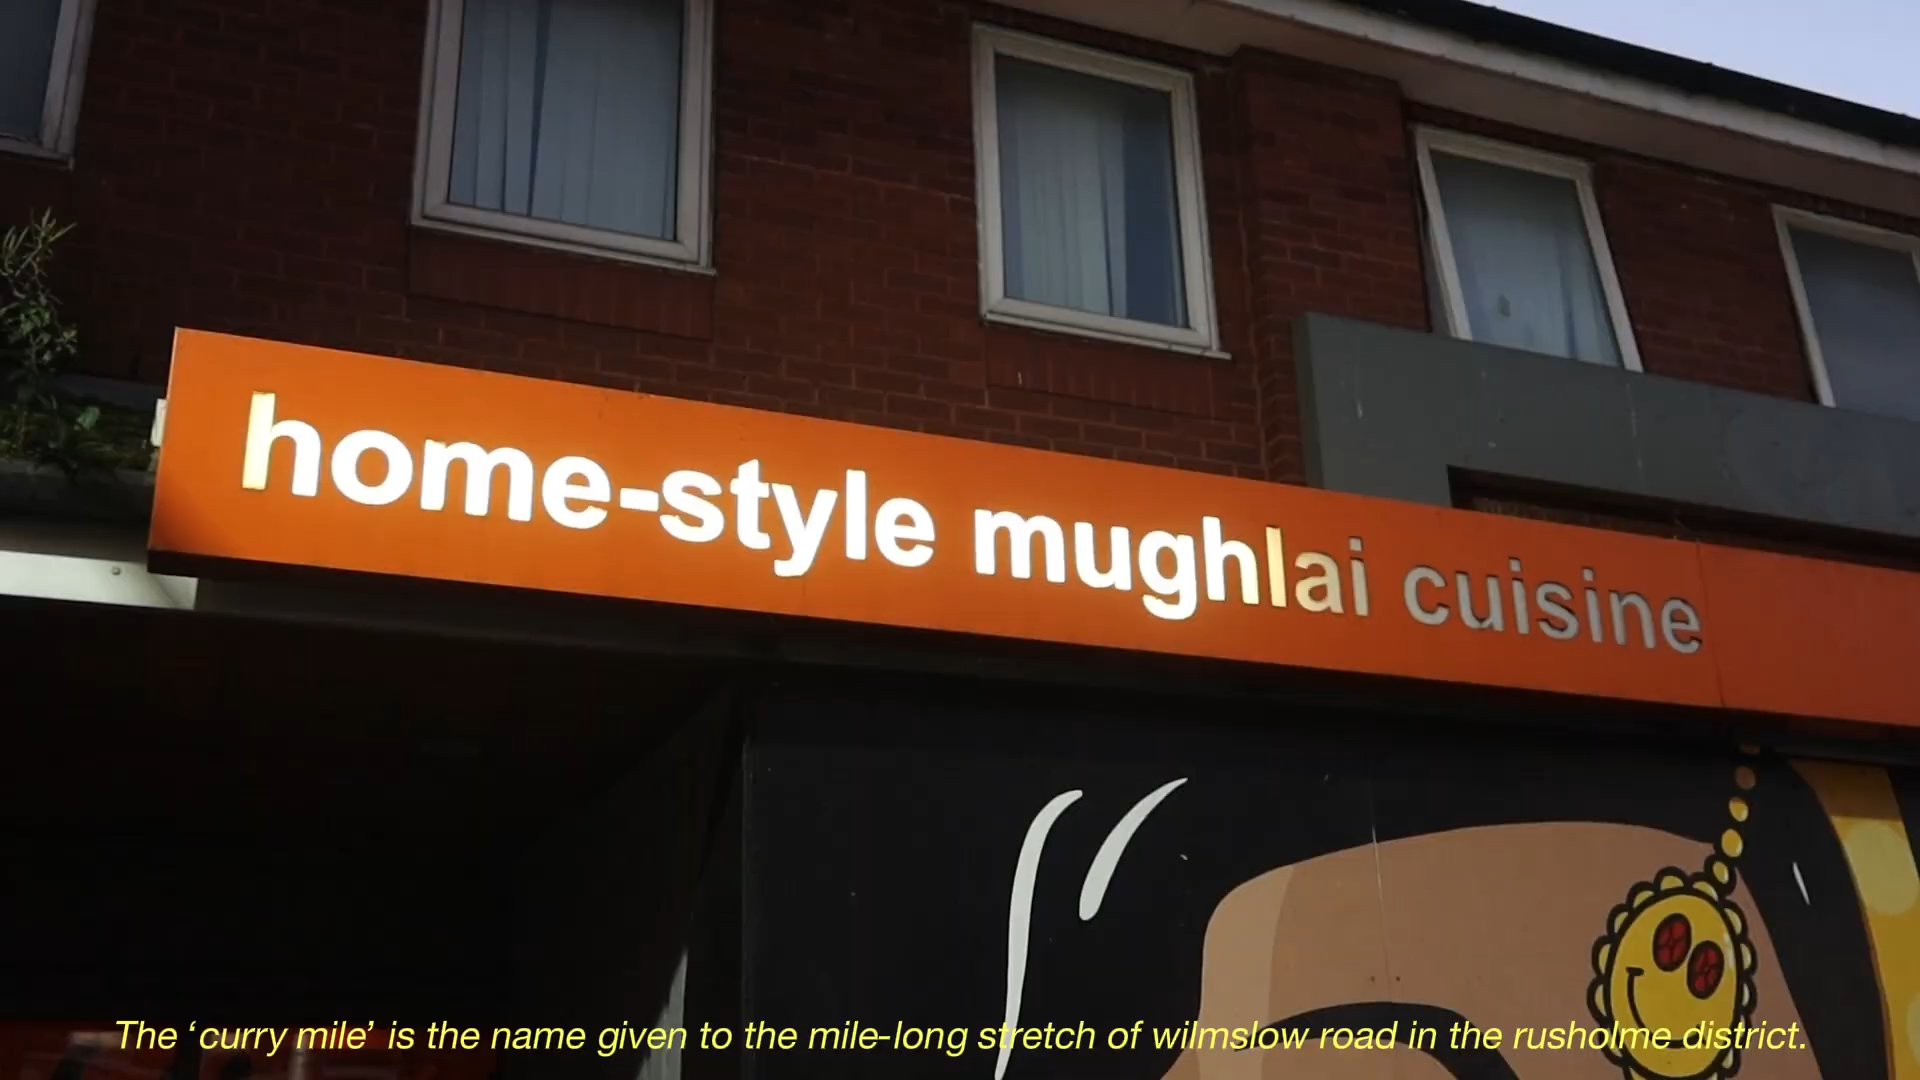 home-style mughlai cuisine
The ‘curry mile’ is the name given to the mile-long stretch of wilmslow road in the rusholme district.